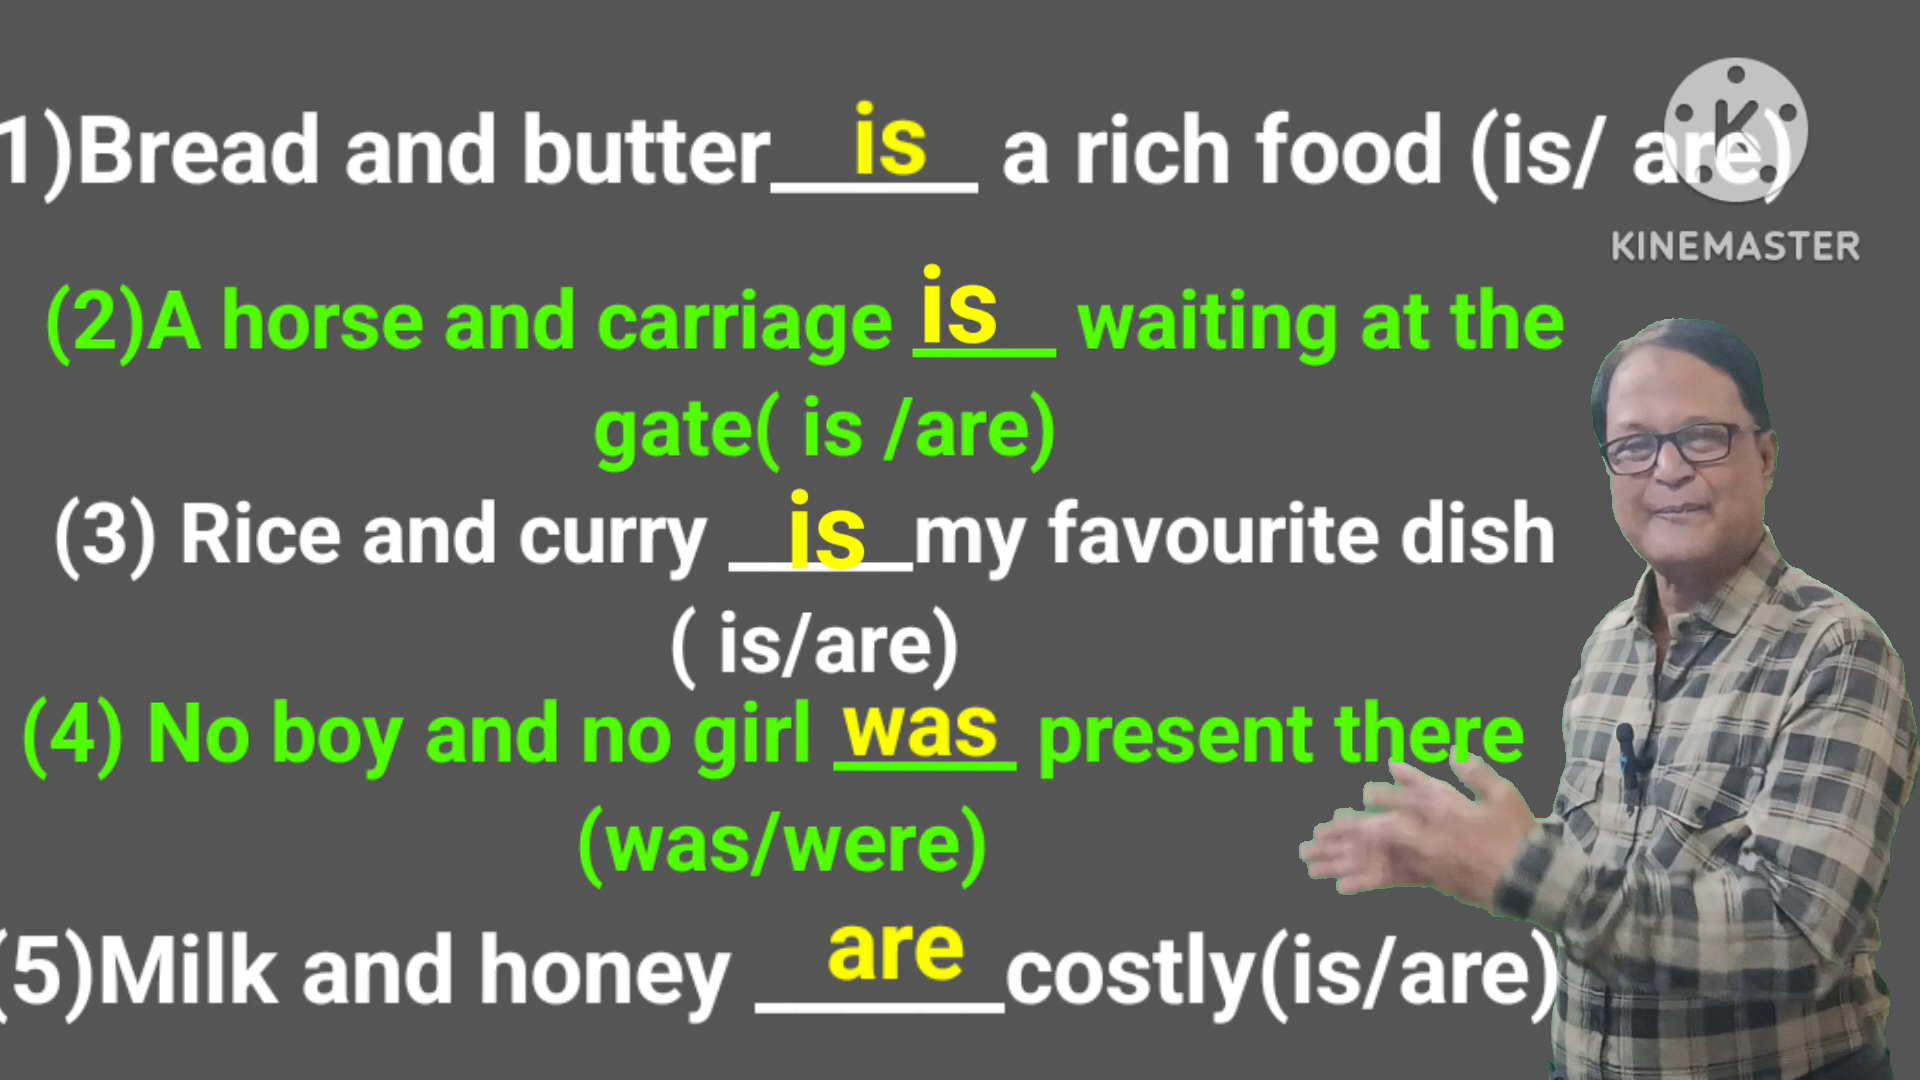 1)Bread and butter is a rich food (is/ are)
KINEMASTER
(2)A horse and carriage is waiting at the
gate( is /are)
(3) Rice and curry is my favourite dish
( is/are)
(4) No boy and no girl was present there
(was/were)
(5)Milk and honey are costly(is/are)